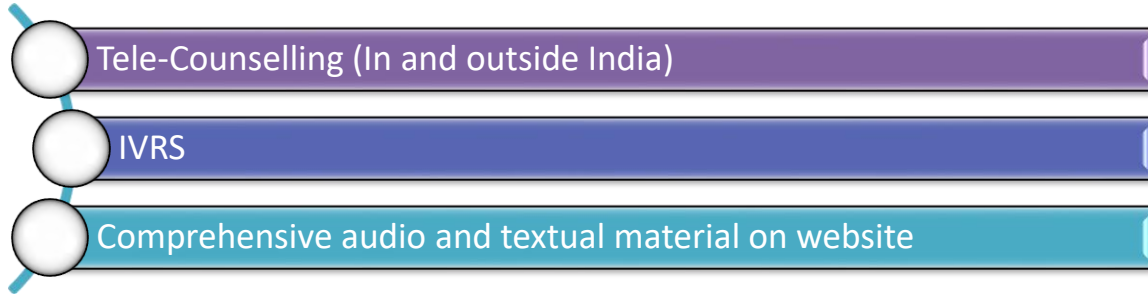 Tele-Counselling (In and outside India)
IVRS
Comprehensive audio and textual material on website